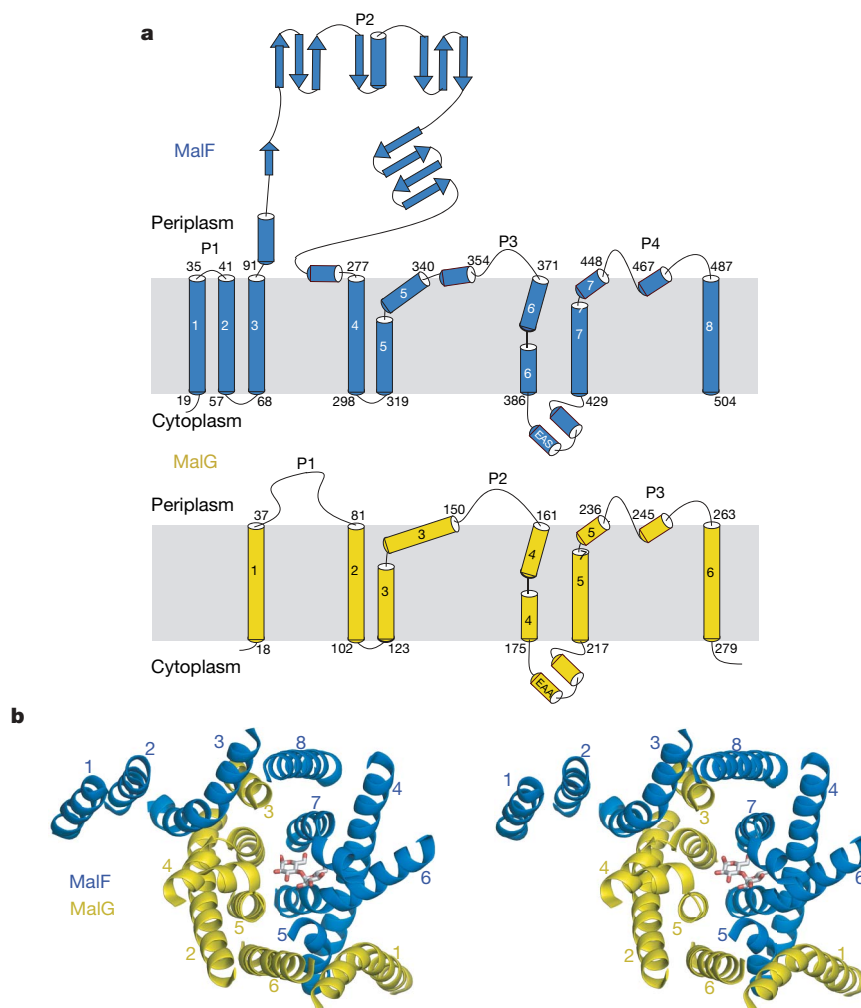 a
P2
MalF
Periplasm
P1
P3
P4
35 41 91 277 340 354 371 448 467 487
1 2 3 4 5 5 6 6 7 7 7 8
19 57 68 298 319 386 429 504
EAS
Cytoplasm
MalG
P1
P2
P3
Periplasm
37 81 150 161 236 245 263
1 2 3 3 4 4 5 7 5 6
18 102 123 175 217 279
EAA
Cytoplasm
b
1 2 3 8 4 3 7 4 6 5 5 2 6 1
MalF
MalG
1 2 3 8 4 3 7 4 6 5 5 2 6 1